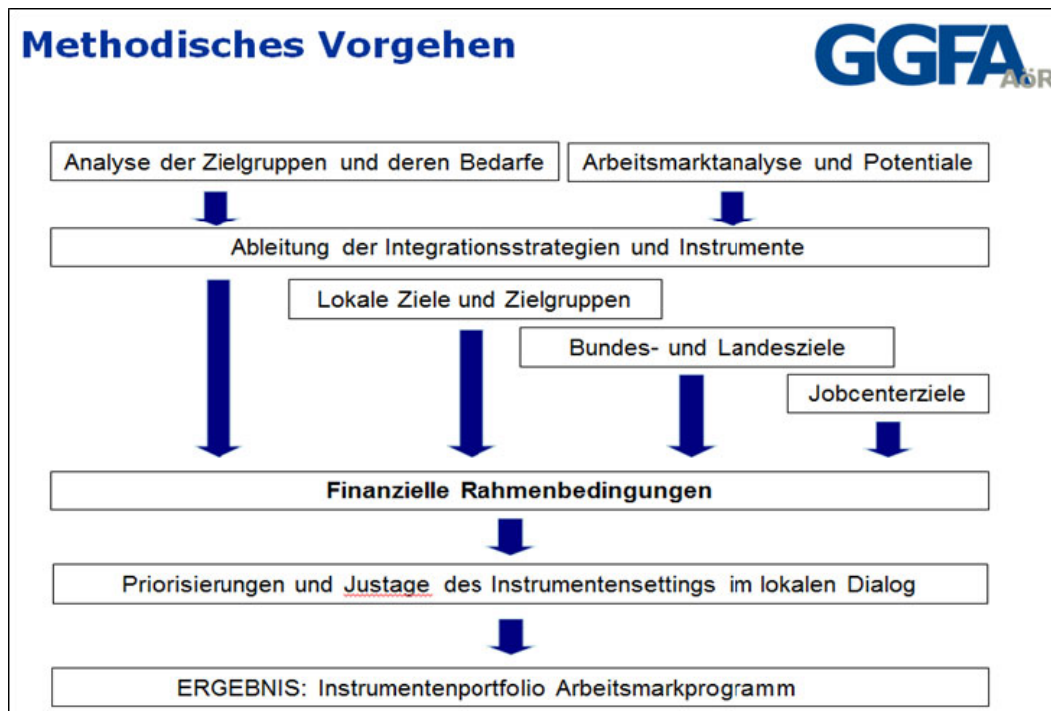 Methodisches Vorgehen
GGFA
AöR
Analyse der Zielgruppen und deren Bedarfe
Arbeitsmarktanalyse und Potentiale
Ableitung der Integrationsstrategien und Instrumente
Lokale Ziele und Zielgruppen
Bundes- und Landesziele
Jobcenterziele
Finanzielle Rahmenbedingungen
Priorisierungen und Justage des Instrumentensettings im lokalen Dialog
ERGEBNIS: Instrumentenportfolio Arbeitsmarkprogramm